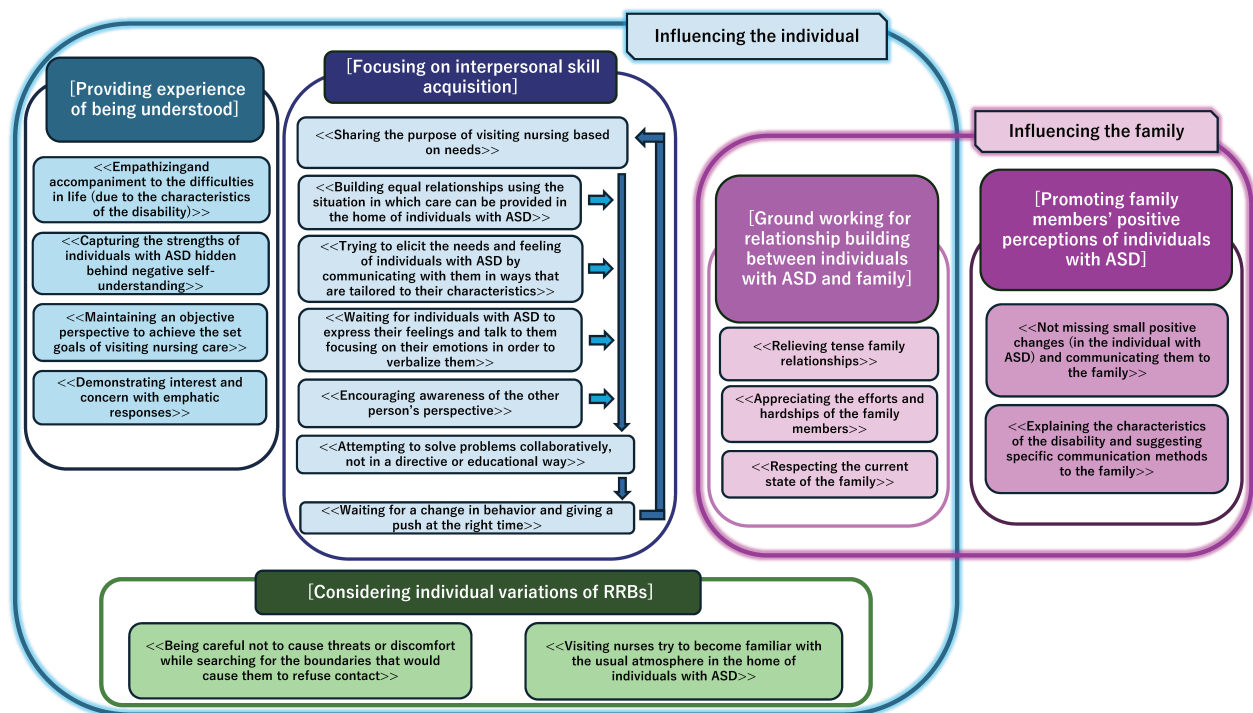 Influencing the individual
[Providing experience
of being understood]
<<Empathizingand
accompaniment to the difficulties
in life (due to the characteristics
of the disability)>>
<<Capturing the strengths of
individuals with ASD hidden
behind negative self-
understanding>>
<<Maintaining an objective
perspective to achieve the set
goals of visiting nursing care>>
<<Demonstrating interest and
concern with emphatic
responses>>
[Focusing on interpersonal skill
acquisition]
<<Sharing the purpose of visiting nursing based
on needs>>
<<Building equal relationships using the
situation in which care can be provided in
the home of individuals with ASD>>
<<Trying to elicit the needs and feeling
of individuals with ASD by
communicating with them in ways that
are tailored to their characteristics>>
<<Waiting for individuals with ASD to
express their feelings and talk to them
focusing on their emotions in order to
verbalize them>>
<<Encouraging awareness of the other
person's perspective>>
<<Attempting to solve problems collaboratively,
not in a directive or educational way>>
<<Waiting for a change in behavior and giving a
push at the right time>>
Influencing the family
[Ground working for
relationship building
between individuals
with ASD and family]
<<Relieving tense family
relationships>>
<<Appreciating the efforts and
hardships of the family
members>>
<<Respecting the current
state of the family>>
[Promoting family
members' positive
perceptions of individuals
with ASD]
<<Not missing small positive
changes (in the individual with
ASD) and communicating them to
the family>>
<<Explaining the characteristics
of the disability and suggesting
specific communication methods
to the family>>
[Considering individual variations of RRBs]
<<Being careful not to cause threats or discomfort
while searching for the boundaries that would
cause them to refuse contact>>
<<Visiting nurses try to become familiar with
the usual atmosphere in the home of
individuals with ASD>>